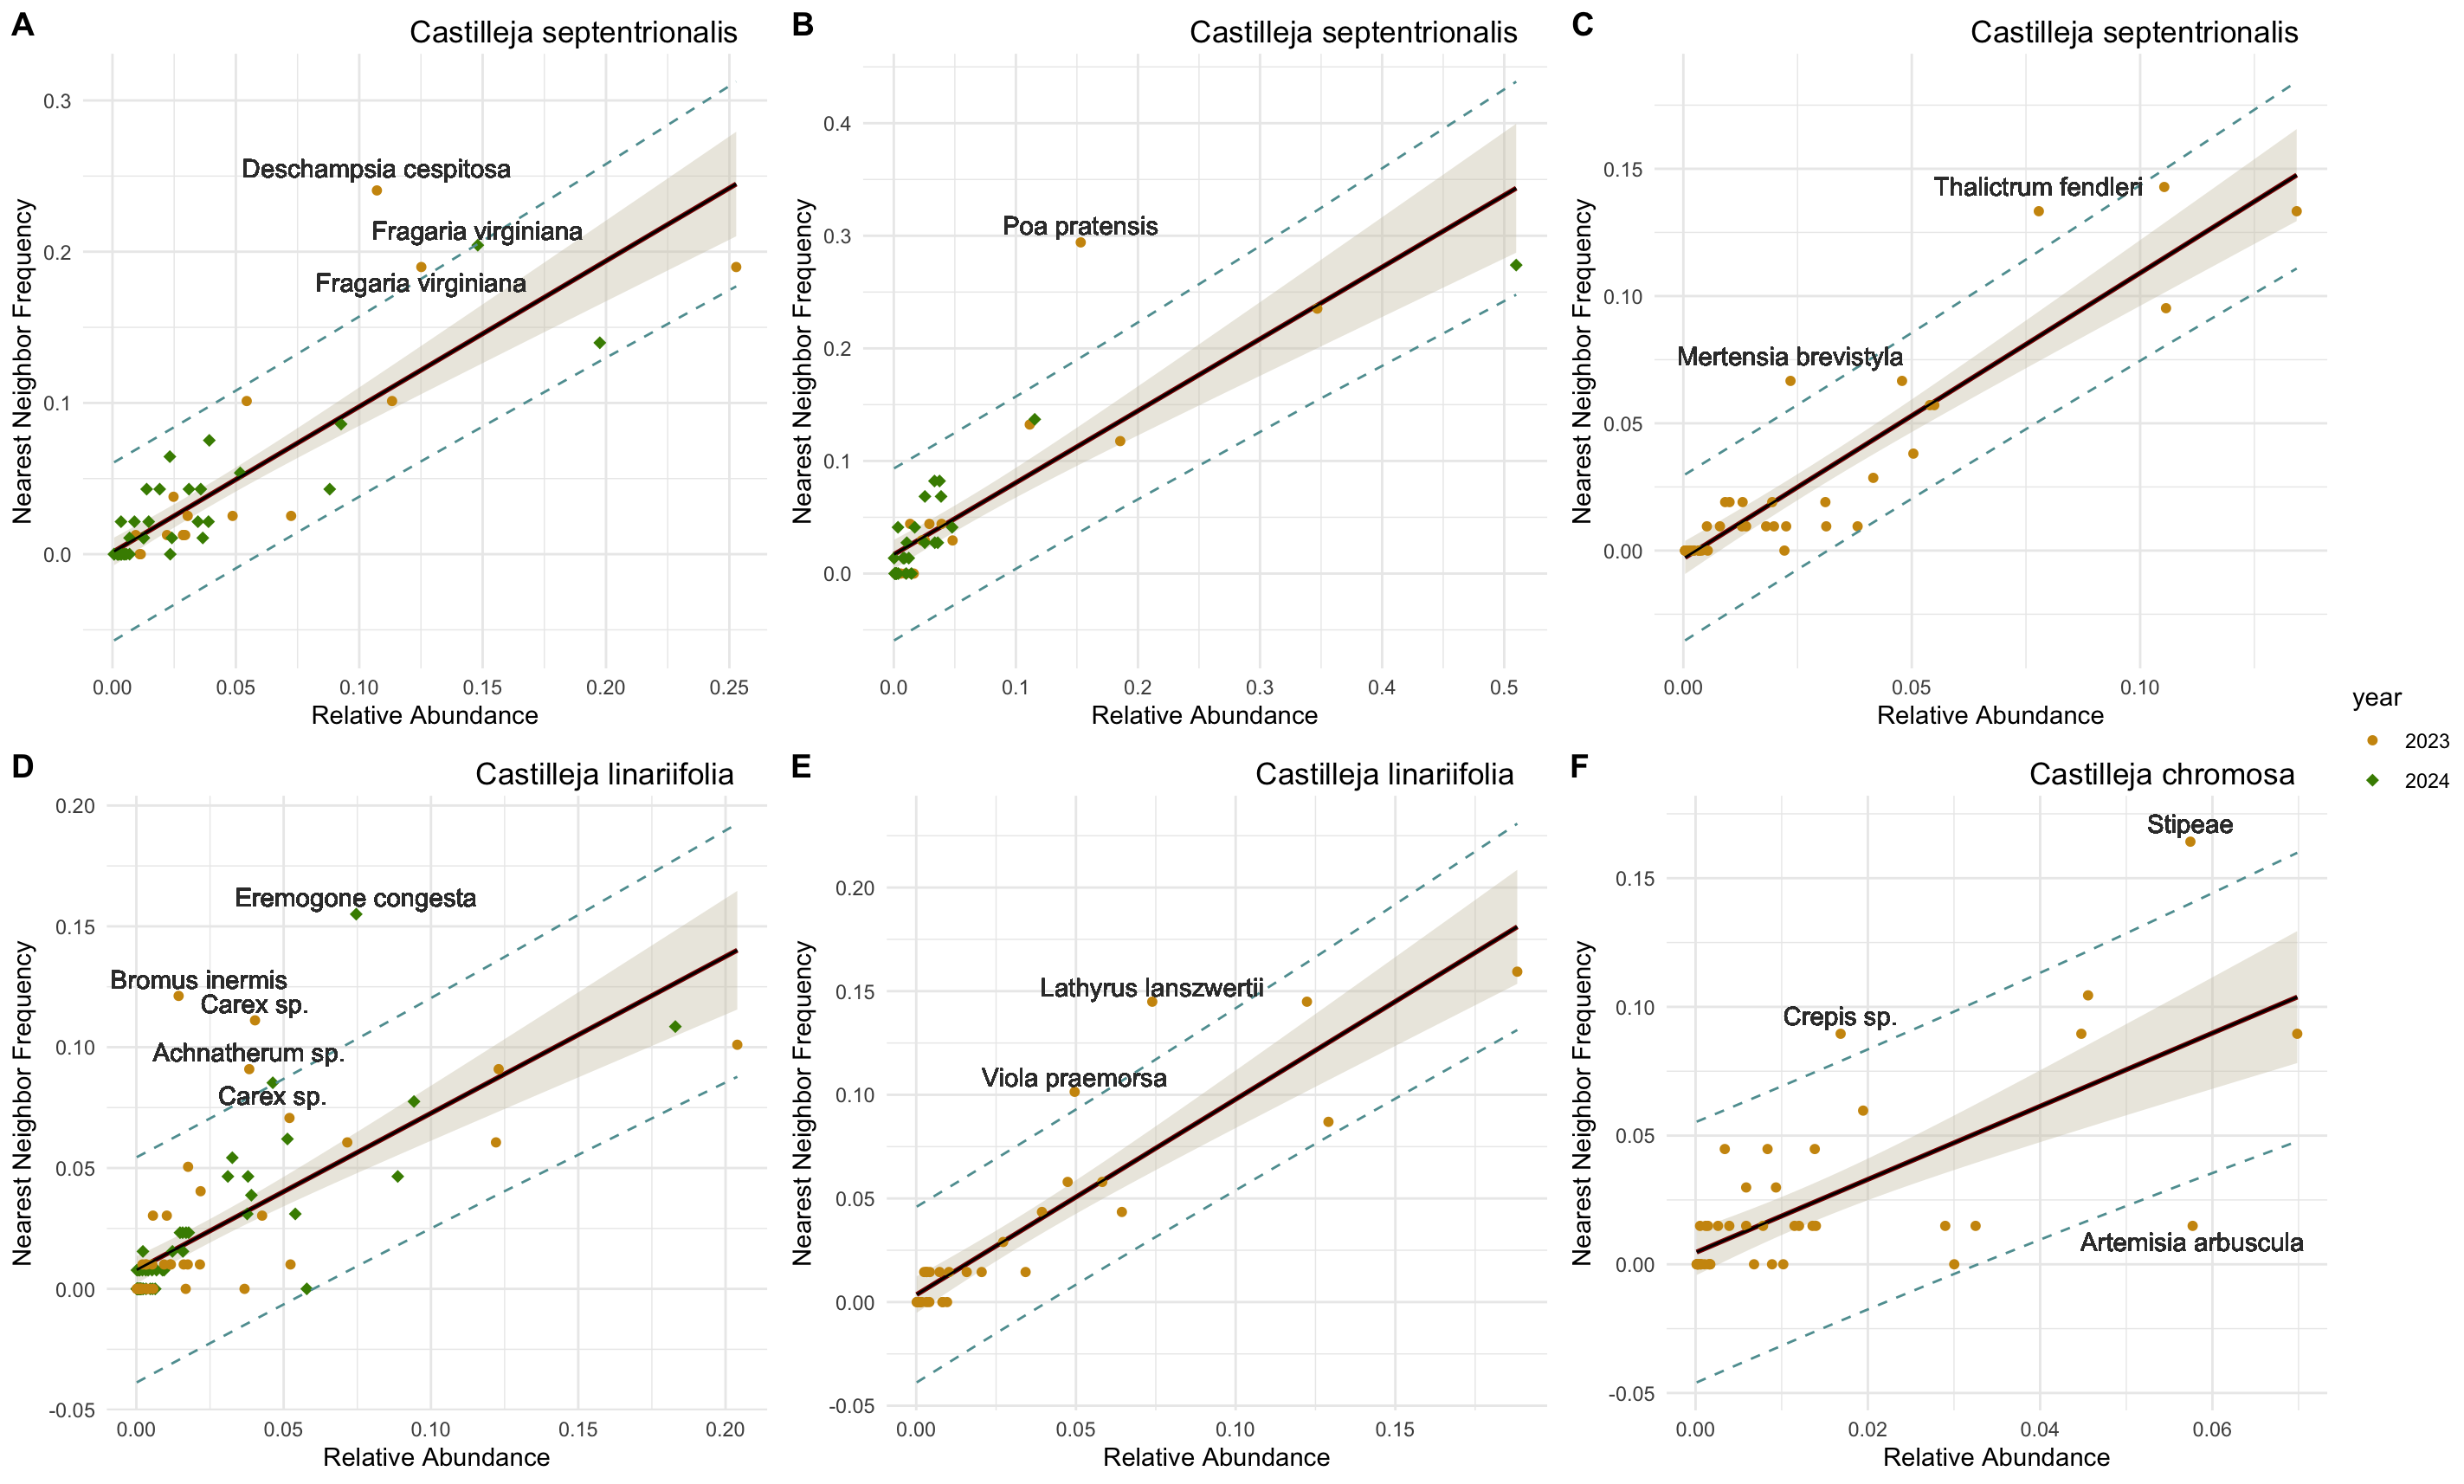 A
Castilleja septentrionalis
Nearest Neighbor Frequency
0.3
0.2
0.1
0.0
Deschampsia cespitosa
Fragaria virginiana
Fragaria virginiana
0.00 0.05 0.10 0.15 0.20 0.25
Relative Abundance
B
Castilleja septentrionalis
Nearest Neighbor Frequency
0.4
0.3
0.2
0.1
0.0
Poa pratensis
0.0 0.1 0.2 0.3 0.4 0.5
Relative Abundance
C
Castilleja septentrionalis
Nearest Neighbor Frequency
0.15
0.10
0.05
0.00
Thalictrum fendleri
Mertensia brevistyla
0.00 0.05 0.10
Relative Abundance
year
2023
2024
D
Castilleja linariifolia
Nearest Neighbor Frequency
0.20
0.15
0.10
0.05
0.00
-0.05
Eremogone congesta
Bromus inermis
Carex sp.
Achnatherum sp.
Carex sp.
0.00 0.05 0.10 0.15 0.20
Relative Abundance
E
Castilleja linariifolia
Nearest Neighbor Frequency
0.20
0.15
0.10
0.05
0.00
-0.05
Lathyrus lanszwertii
Viola praemorsa
0.00 0.05 0.10 0.15
Relative Abundance
F
Castilleja chromosa
Nearest Neighbor Frequency
0.15
0.10
0.05
0.00
-0.05
Stipeae
Crepis sp.
Artemisia arbuscula
0.00 0.02 0.04 0.06
Relative Abundance